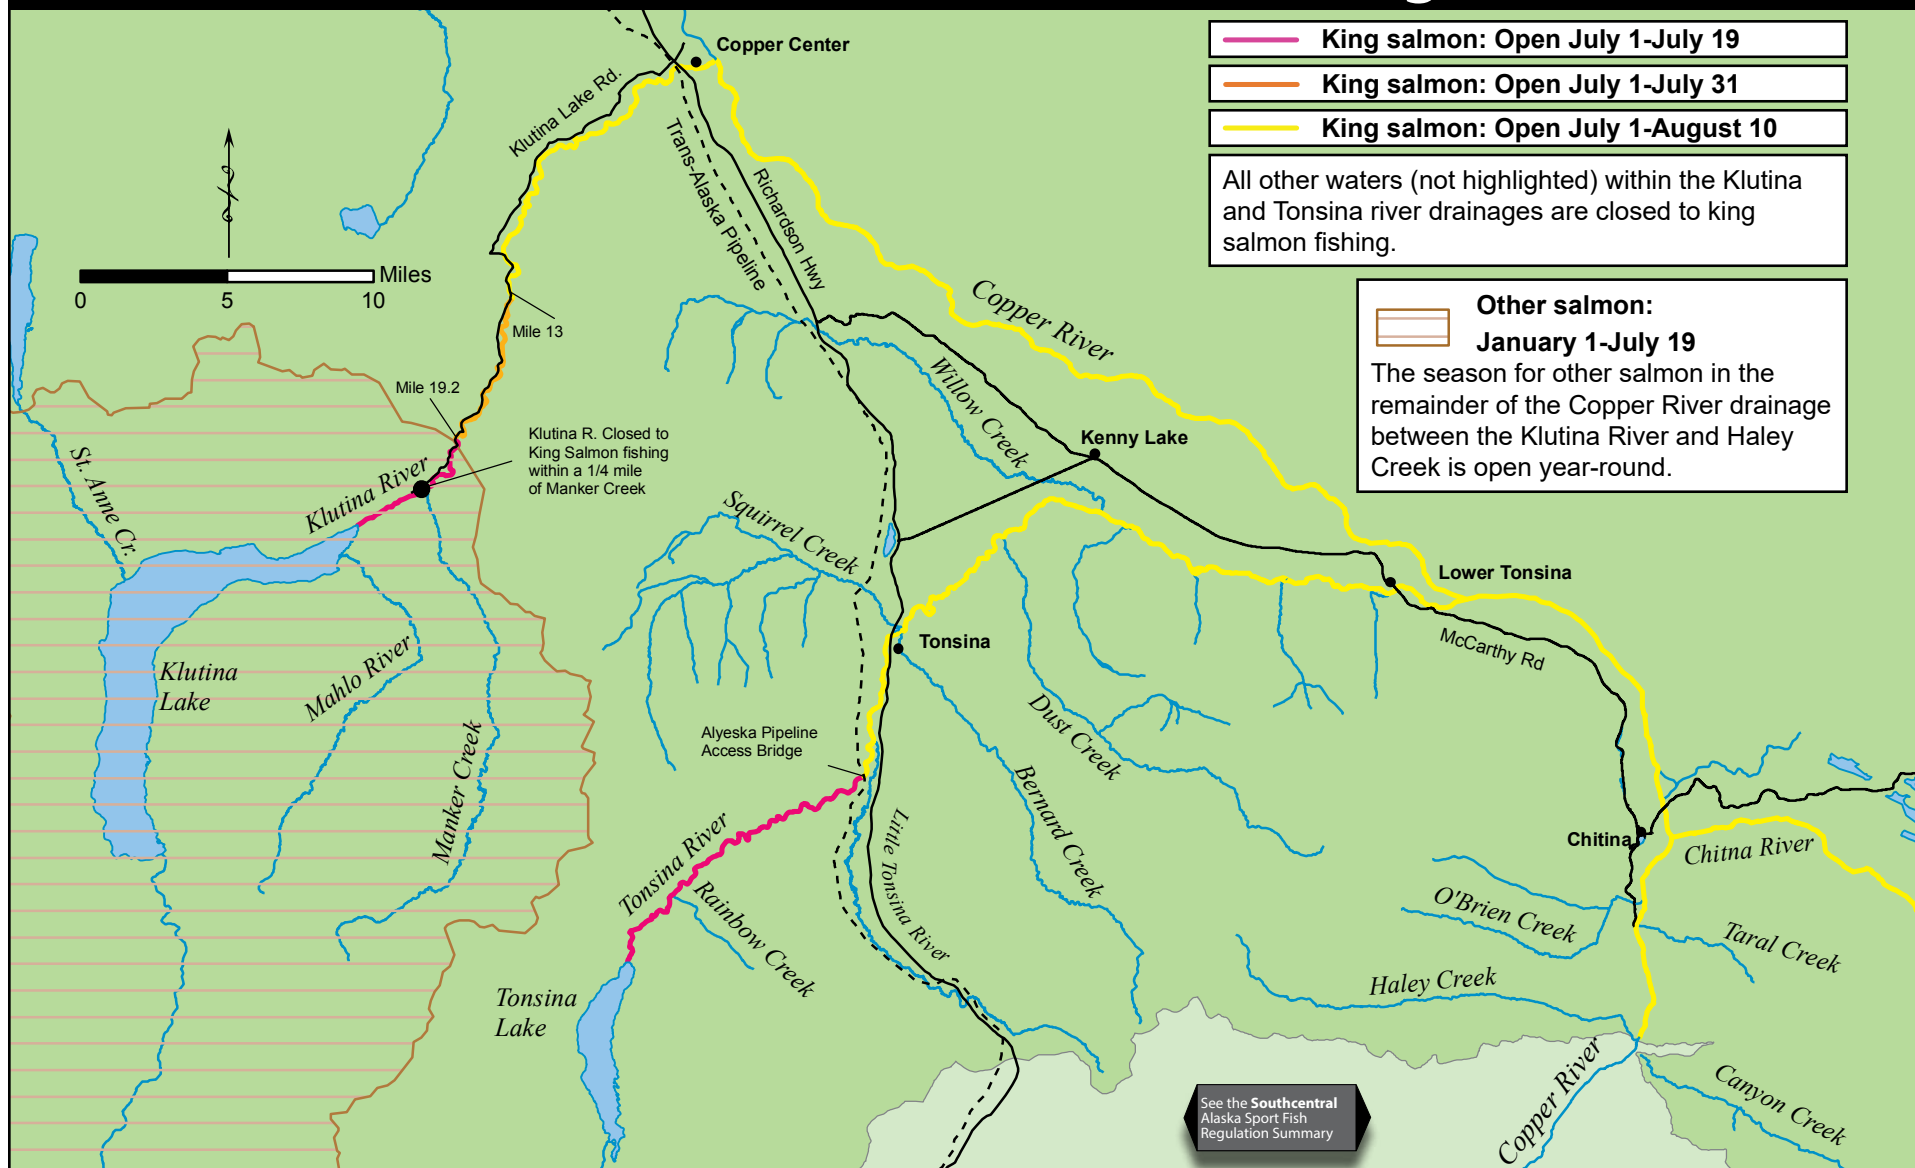 Copper Center
King salmon: Open July 1-July 19
King salmon: Open July 1-July 31
King salmon: Open July 1-August 10
All other waters (not highlighted) within the Klutina
and Tonsina river drainages are closed to king
salmon fishing.
Other salmon:
January 1-July 19
The season for other salmon in the
remainder of the Copper River drainage
between the Klutina River and Haley
Creek is open year-round.
Klutina Lake Rd.
Trans-Alaska Pipeline
Richardson Hwy
Miles
0 5 10
Mile 13
Copper River
Mile 19.2
Willow Creek
Klutina R. Closed to
King Salmon fishing
within a 1/4 mile
of Manker Creek
Kenny Lake
St. Anne Cr.
Klutina River
Squirrel Creek
Lower Tonsina
Tonsina
McCarthy Rd
Klutina
Lake
Mahlo River
Manker Creek
Alyeska Pipeline
Access Bridge
Dust Creek
Bernard Creek
Little Tonsina River
Tonsina River
Rainbow Creek
Chitina
Chitna River
O'Brien Creek
Taral Creek
Haley Creek
Tonsina
Lake
Copper River
Canyon Creek
See the Southcentral
Alaska Sport Fish
Regulation Summary